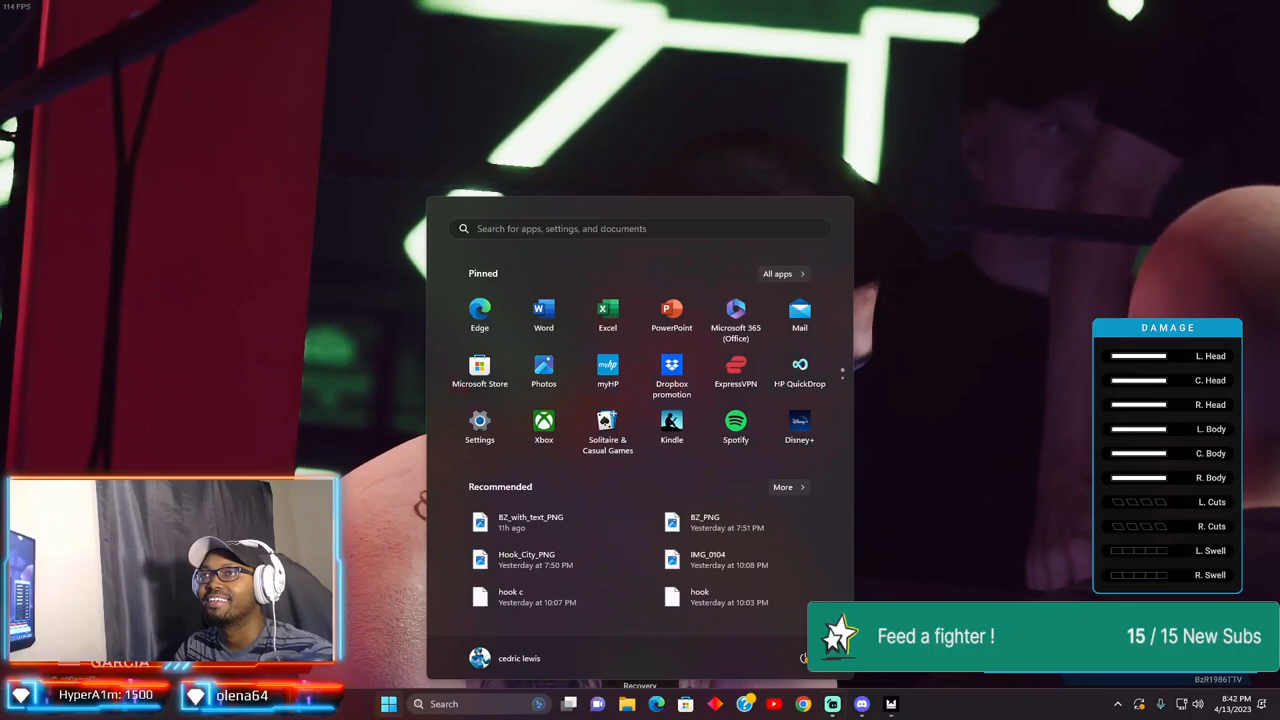 114 FPS
Search for apps, settings, and documents
Pinned
All apps
Edge
Word
Excel
PowerPoint
Microsoft 365
(Office)
Mail
Microsoft Store
Photos
myHP
Dropbox
promotion
ExpressVPN
HP QuickDrop
Settings
Xbox
Solitaire &
Casual Games
Kindle
Spotify
Disney+
Recommended
More
BZ_with_text_PNG
11h ago
BZ_PNG
Yesterday at 7:51 PM
Hook_City_PNG
Yesterday at 7:50 PM
IMG_0104
Yesterday at 10:08 PM
hook c
Yesterday at 10:07 PM
hook
Yesterday at 10:03 PM
cedric lewis
DAMAGE
L. Head
C. Head
R. Head
L. Body
C. Body
R. Body
L. Cuts
R. Cuts
L. Swell
R. Swell
Feed a fighter !
15 / 15 New Subs
BzR1986TTV
GARCIA
HyperA1m: 1500
olena64
Recovery
Search
8:42 PM
4/13/2023